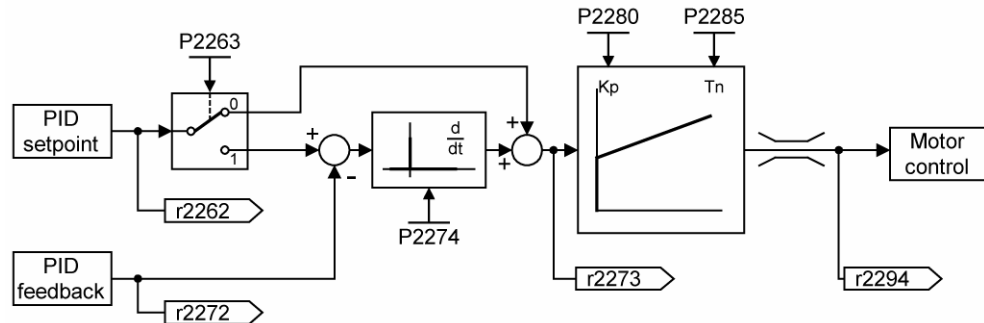 P2280
P2285
P2263
PID
setpoint
0
1
+
-
d
dt
+
+
Kp
Tn
Motor
control
r2262
P2274
PID
feedback
r2272
r2273
r2294